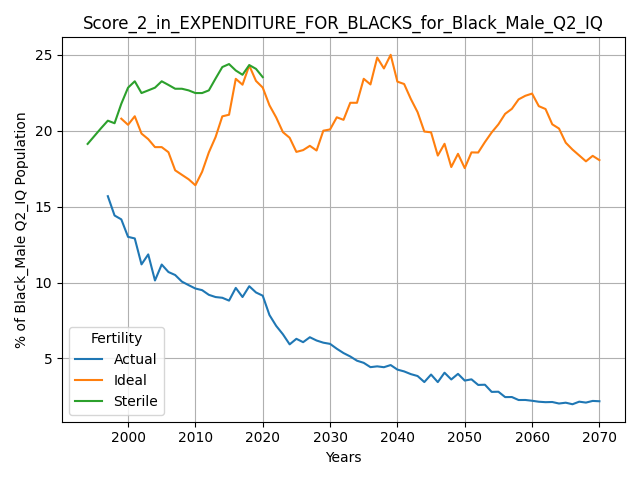 Score_2_in_EXPENDITURE_FOR_BLACKS_for_Black_Male_Q2_IQ
% of Black_Male Q2_IQ Population
25
20
15
10
5
Fertility
Actual
Ideal
Sterile
2000 2010 2020 2030 2040 2050 2060 2070
Years